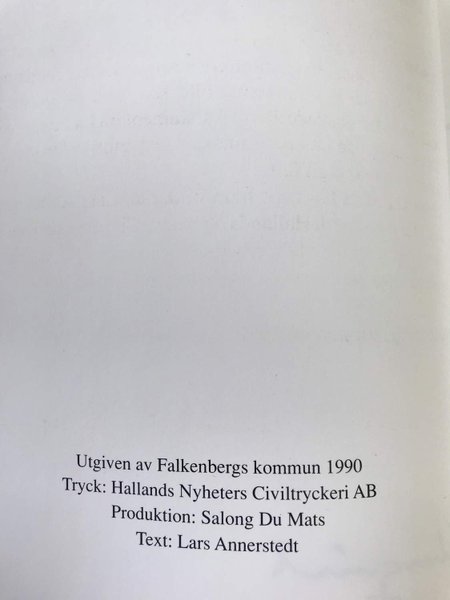 Utgiven av Falkenbergs kommun 1990
Tryck: Hallands Nyheters Civiltryckeri AB
Produktion: Salong Du Mats
Text: Lars Annerstedt